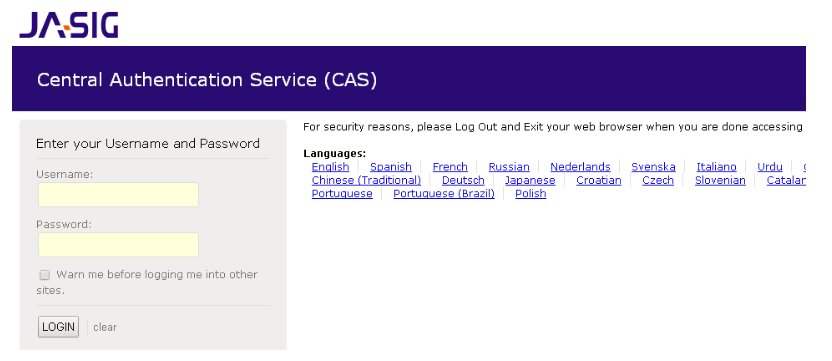 JASIG
Central Authentication Service (CAS)
Enter your Username and Password
Username:
Password:
Warn me before logging me into other
sites.
LOGIN clear
For security reasons, please Log Out and Exit your web browser when you are done accessing
Languages:
English Spanish French Russian Nederlands Svenska Italiano Urdu
Chinese (Traditional) Deutsch Japanese Croatian Czech Slovenian Catalan
Portuguese Portuguese (Brazil) Polish